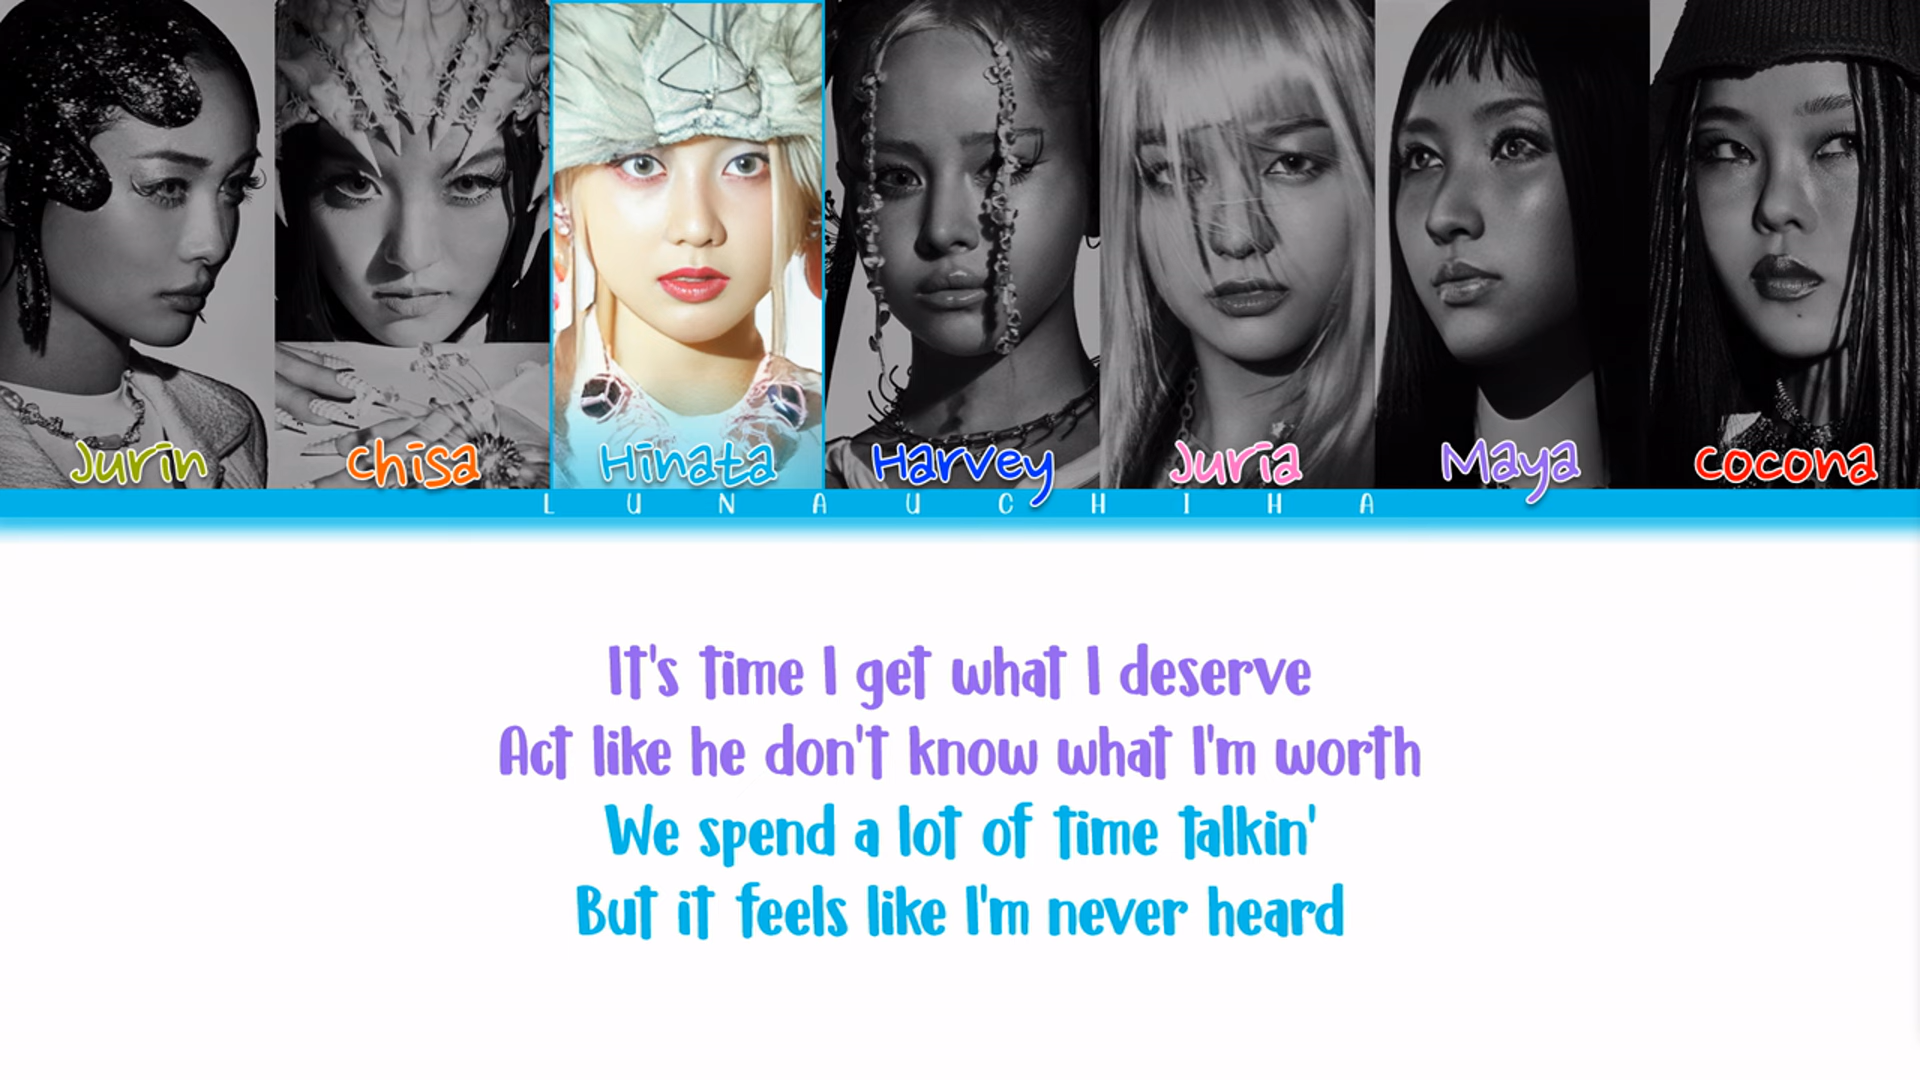 Jurin Chisa Hinata Harvey Juria Maya Cocona
LUNAUCHIHA
It's time I get what I deserve
Act like he don't know what I'm worth
We spend a lot of time talkin'
But it feels like I'm never heard